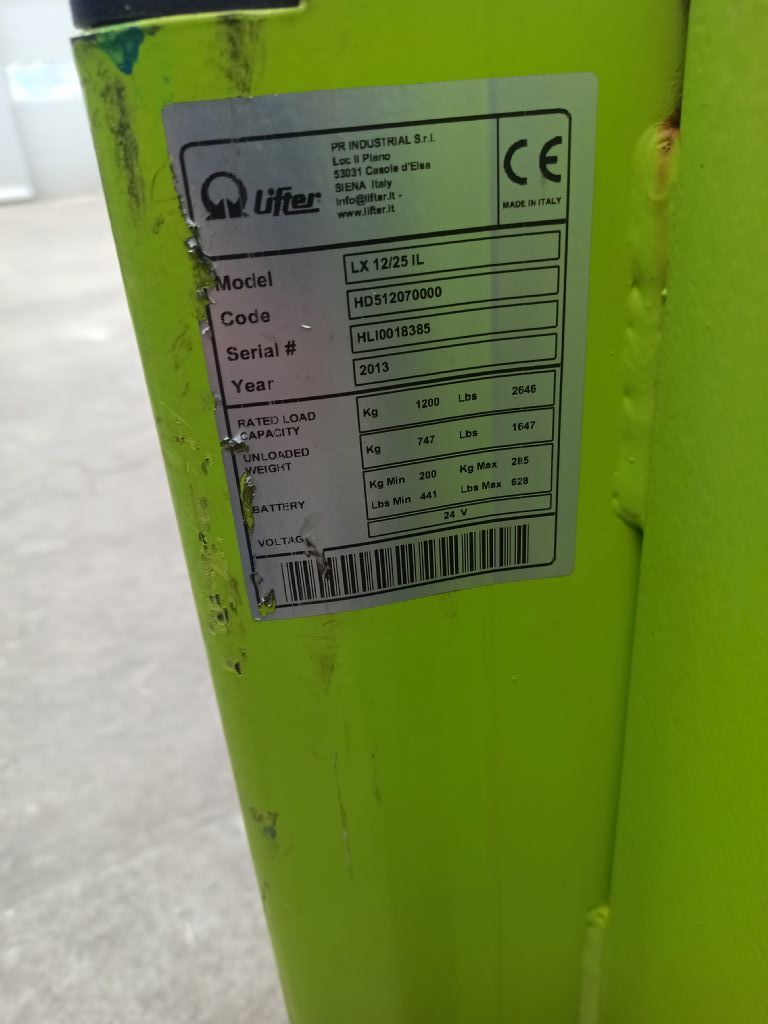 PR INDUSTRIAL S.r.l.
Loc Il Piano
53031 Casole d'Elsa
SIENA Italy
info@lifter.it -
www.lifter.it
Lifter
CE
MADE IN ITALY
Model LX 12/25 IL
Code HD512070000
Serial # HLI0018385
Year 2013
RATED LOAD CAPACITY Kg 1200 Lbs 2646
UNLOADED WEIGHT Kg 747 Lbs 1647
BATTERY Kg Min 200 Kg Max 285
Lbs Min 441 Lbs Max 628
VOLTAG 24 V